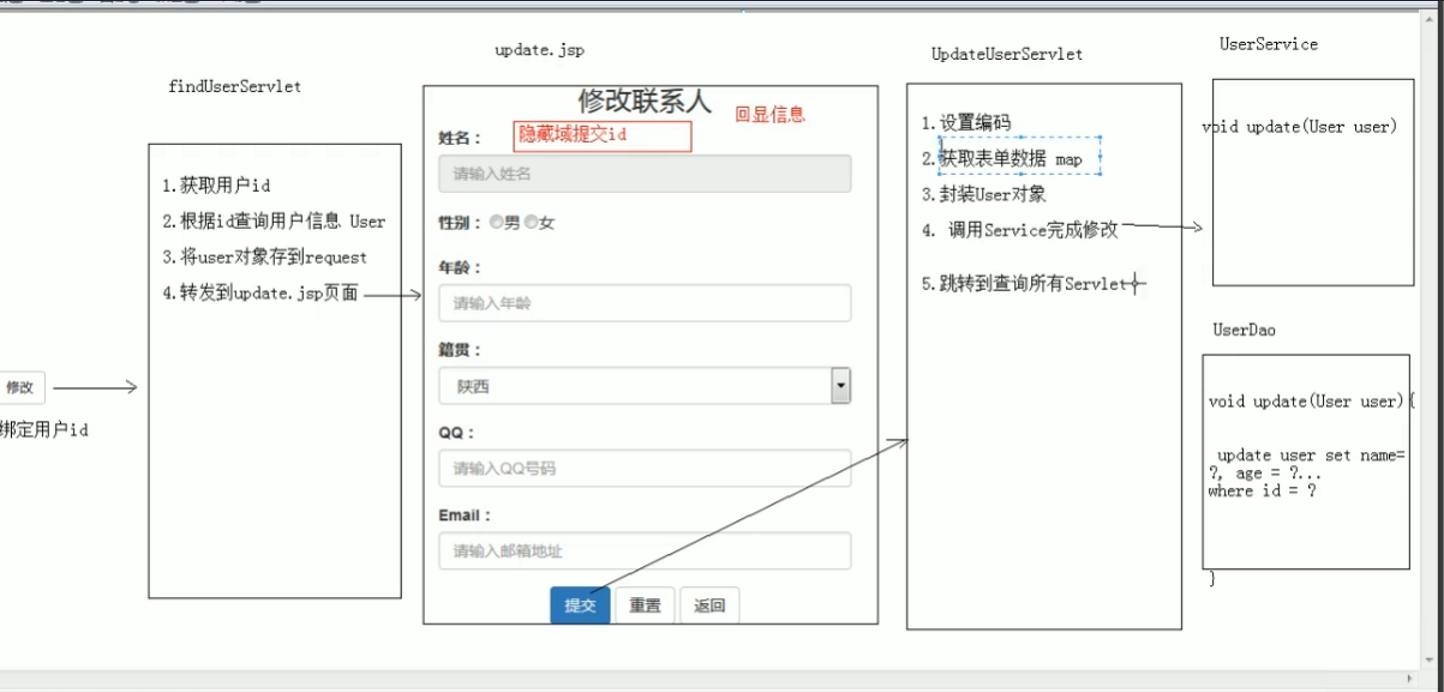 修改
绑定用户id
findUserServlet
1.获取用户id
2.根据id查询用户信息 User
3.将user对象存到request
4.转发到update.jsp页面
update.jsp
修改联系人
回显信息
姓名：
隐藏域提交id
请输入姓名
性别： 男 女
年龄：
请输入年龄
籍贯：
陕西
QQ：
请输入QQ号码
Email：
请输入邮箱地址
提交 重置 返回
UpdateUserServlet
1.设置编码
2.获取表单数据 map
3.封装User对象
4. 调用Service完成修改
5.跳转到查询所有Servlet
UserService
void update(User user)
UserDao
void update(User user){
update user set name=
?, age = ?...
where id = ?
}